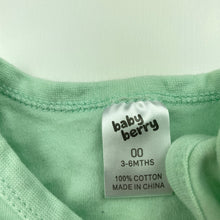 baby
berry
00
3-6MTHS
100% COTTON
MADE IN CHINA